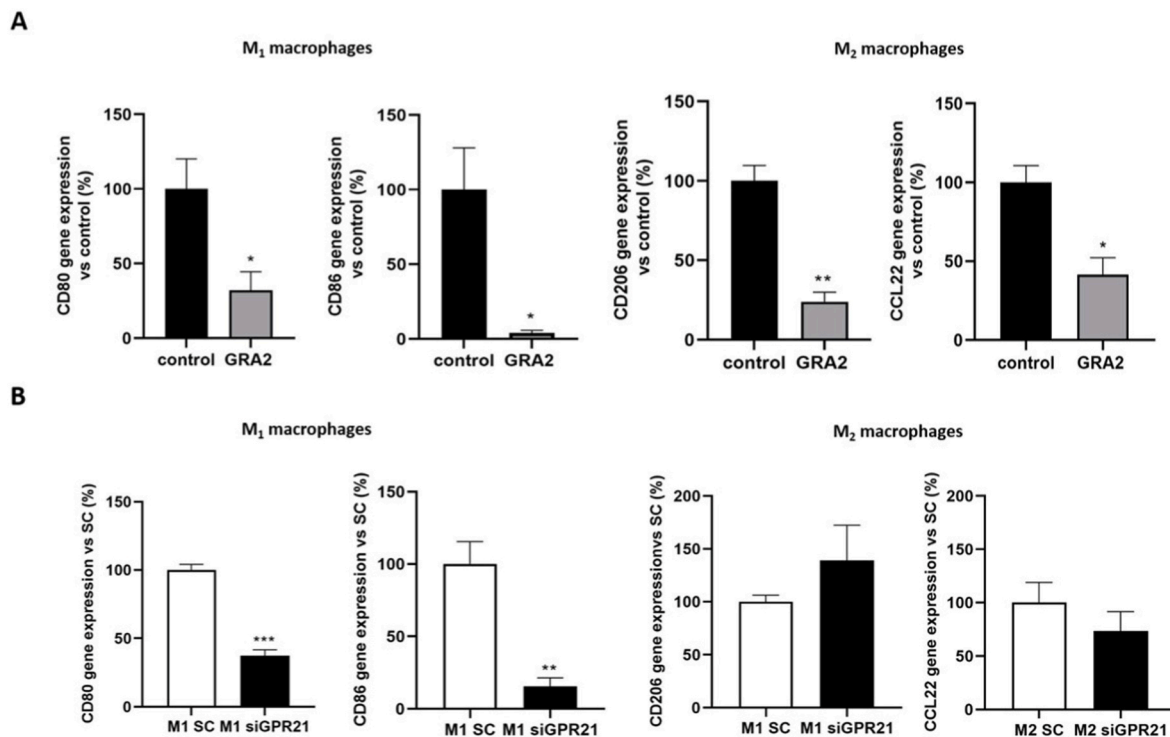 A
M₁ macrophages
M₂ macrophages
CD80 gene expression
vs control (%)
150
100
50
0
*
control GRA2
CD86 gene expression
vs control (%)
150
100
50
0
*
control GRA2
CD206 gene expression
vs control (%)
150
100
50
0
**
control GRA2
CCL22 gene expression
vs control (%)
150
100
50
0
*
control GRA2
B
M₁ macrophages
M₂ macrophages
CD80 gene expression vs SC (%)
150
100
50
0
***
M1 SC M1 siGPR21
CD86 gene expression vs SC (%)
150
100
50
0
**
M1 SC M1 siGPR21
CD206 gene expressionvs SC (%)
200
150
100
50
0
M1 SC M1 siGPR21
CCL22 gene expression vs SC (%)
200
150
100
50
0
M2 SC M2 siGPR21